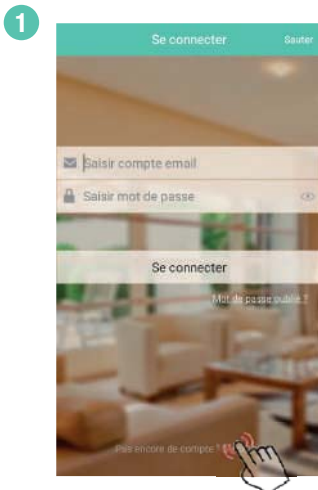 1
Se connecter Sauter
Saisir compte email
Saisir mot de passe
Se connecter
Mot de passe oublié ?
Pas encore de compte ?